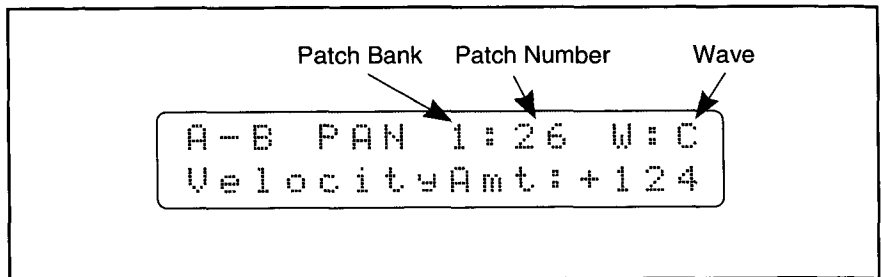 Patch Bank Patch Number Wave
A-B PAN 1:26 W:C
VelocityAmt:+124